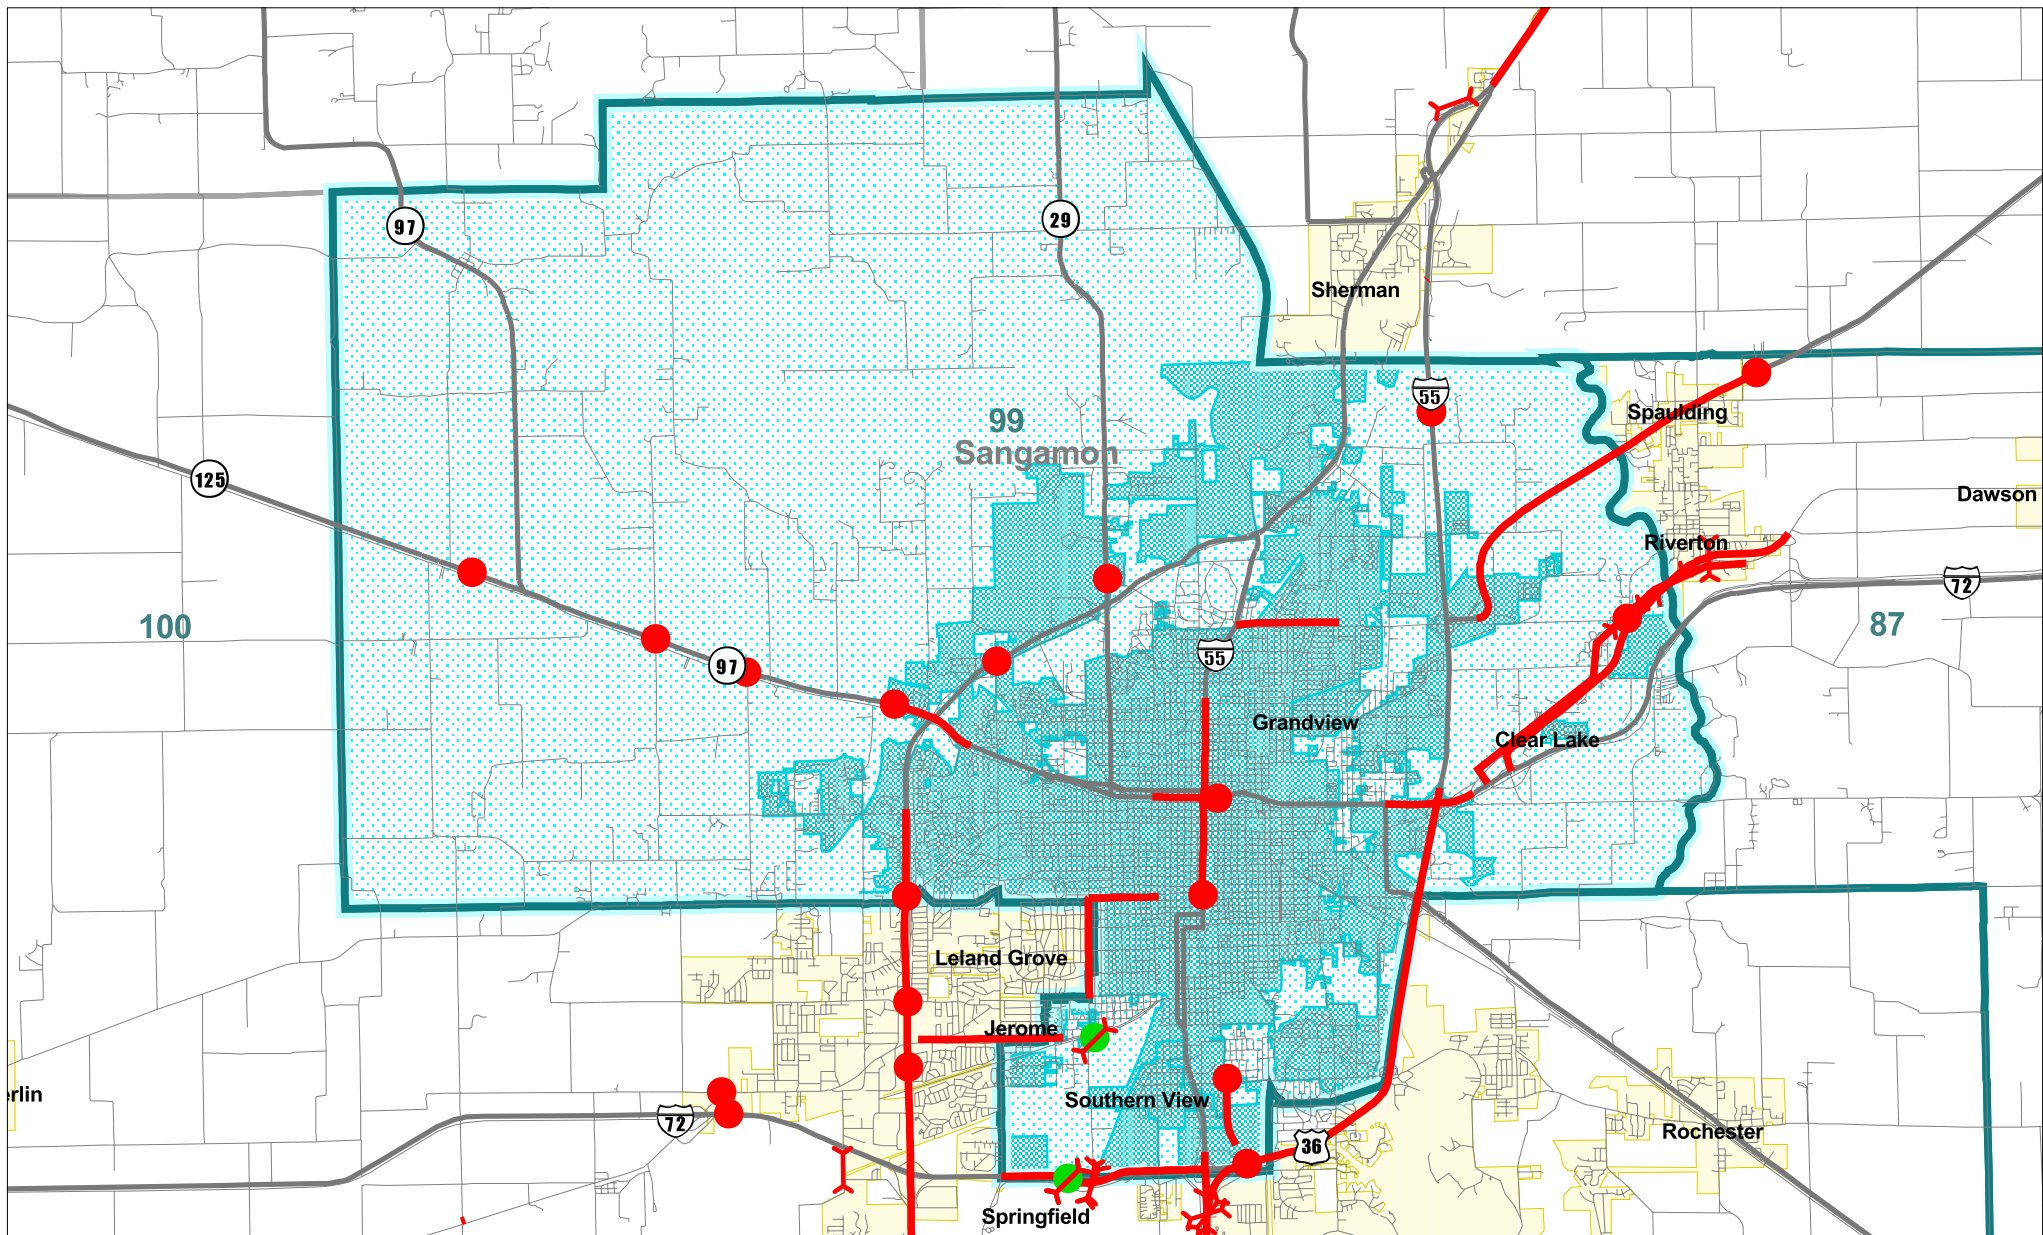 97
29
Sherman
55
99
Spaulding
Sangamon
125
Dawson
Riverton
72
100
87
55
97
Grandview
Clear Lake
Leland Grove
Jerome
erlin
Southern View
72
Rochester
36
Springfield